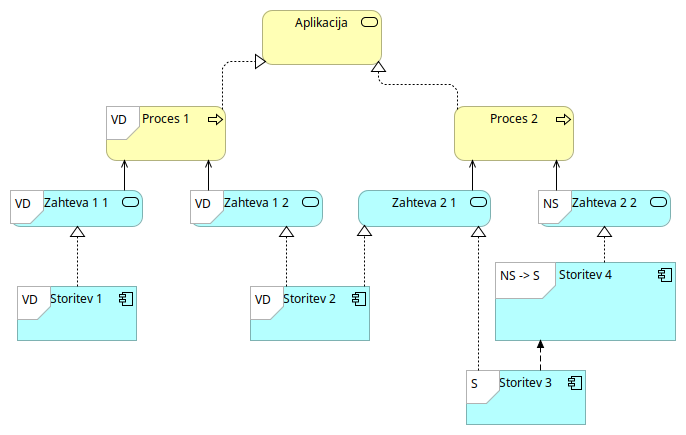 Aplikacija
VD
Proces 1
Proces 2
VD
Zahteva 1 1
VD
Zahteva 1 2
Zahteva 2 1
NS
Zahteva 2 2
VD
Storitev 1
VD
Storitev 2
NS -> S
Storitev 4
S
Storitev 3